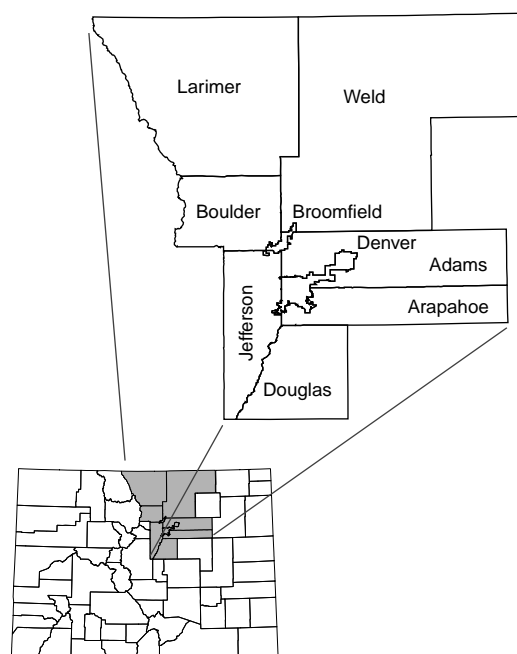 Larimer
Weld
Boulder
Broomfield
Denver
Adams
Jefferson
Arapahoe
Douglas